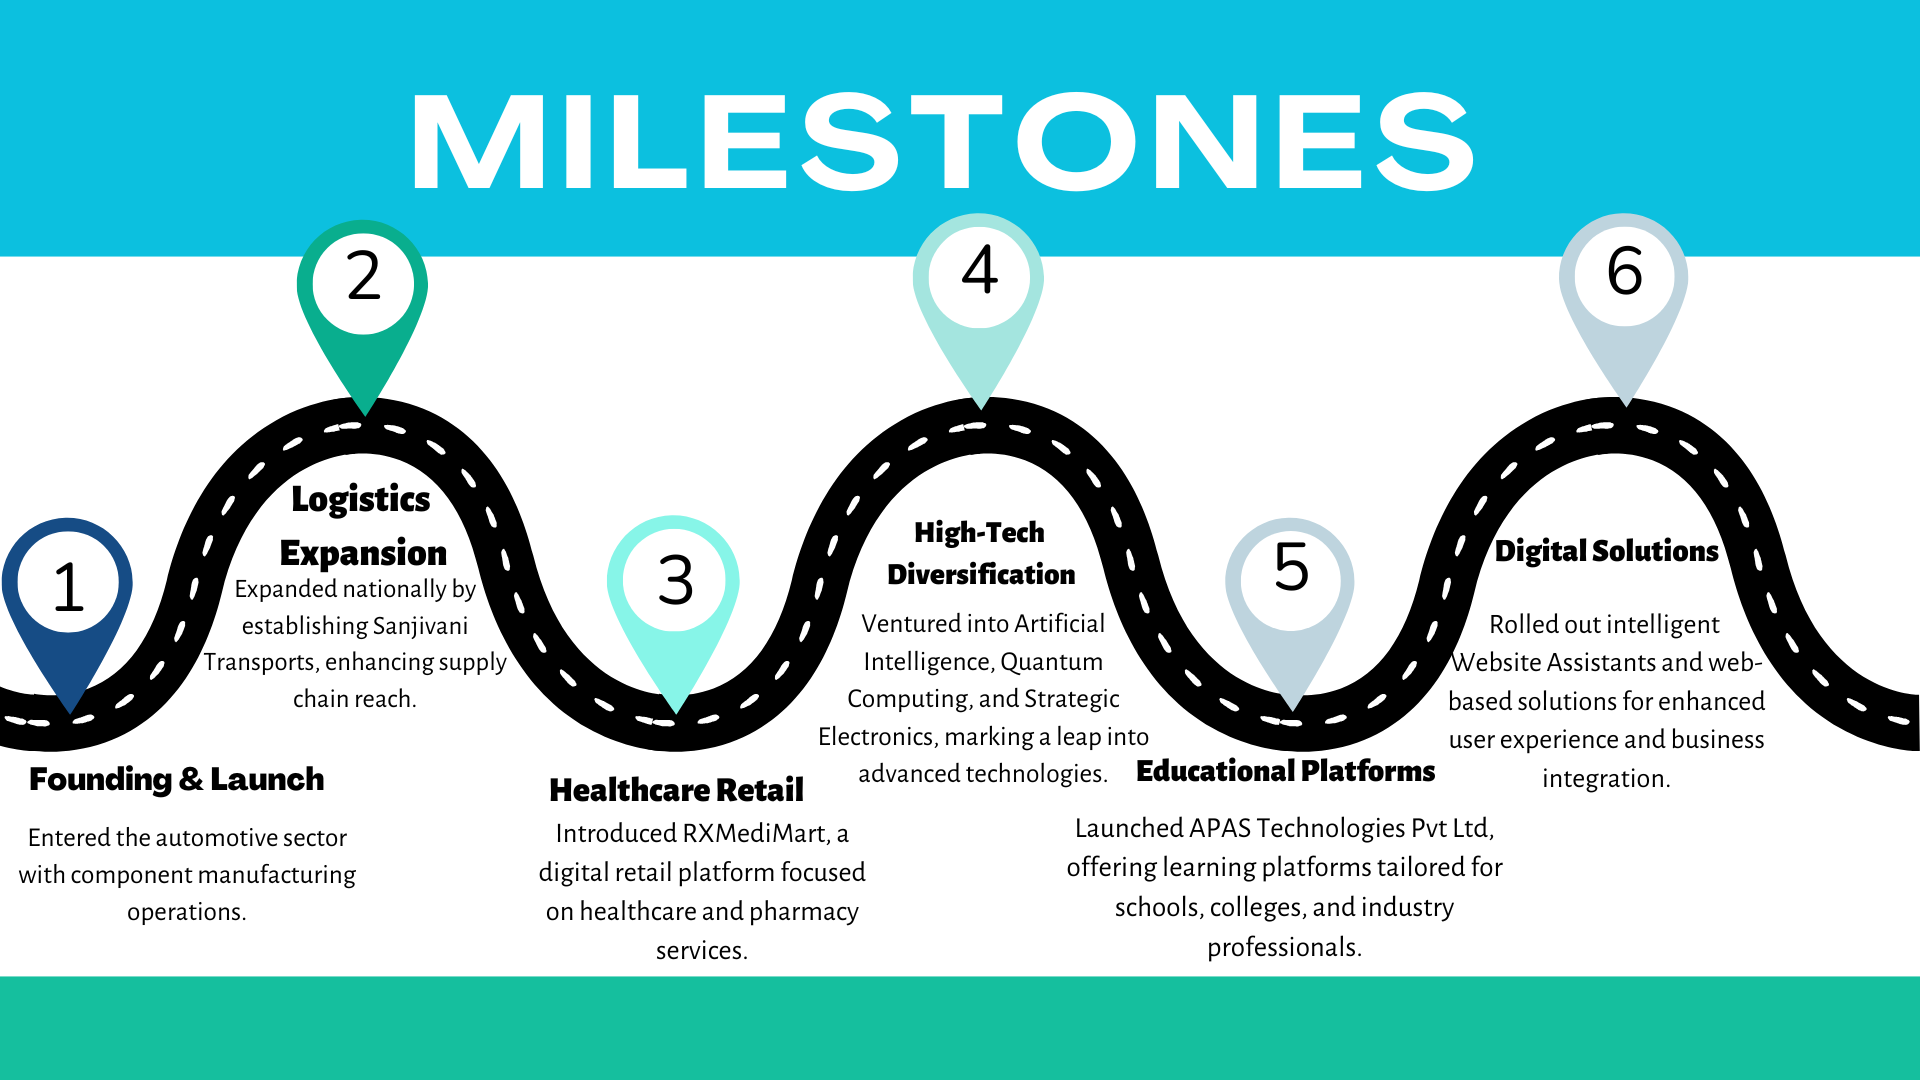 MILESTONES
1
Founding & Launch
Entered the automotive sector
with component manufacturing
operations.
2
Logistics
Expansion
Expanded nationally by
establishing Sanjivani
Transports, enhancing supply
chain reach.
3
Healthcare Retail
Introduced RXMediMart, a
digital retail platform focused
on healthcare and pharmacy
services.
4
High-Tech
Diversification
Ventured into Artificial
Intelligence, Quantum
Computing, and Strategic
Electronics, marking a leap into
advanced technologies.
5
Educational Platforms
Launched APAS Technologies Pvt Ltd,
offering learning platforms tailored for
schools, colleges, and industry
professionals.
6
Digital Solutions
Rolled out intelligent
Website Assistants and web-
based solutions for enhanced
user experience and business
integration.